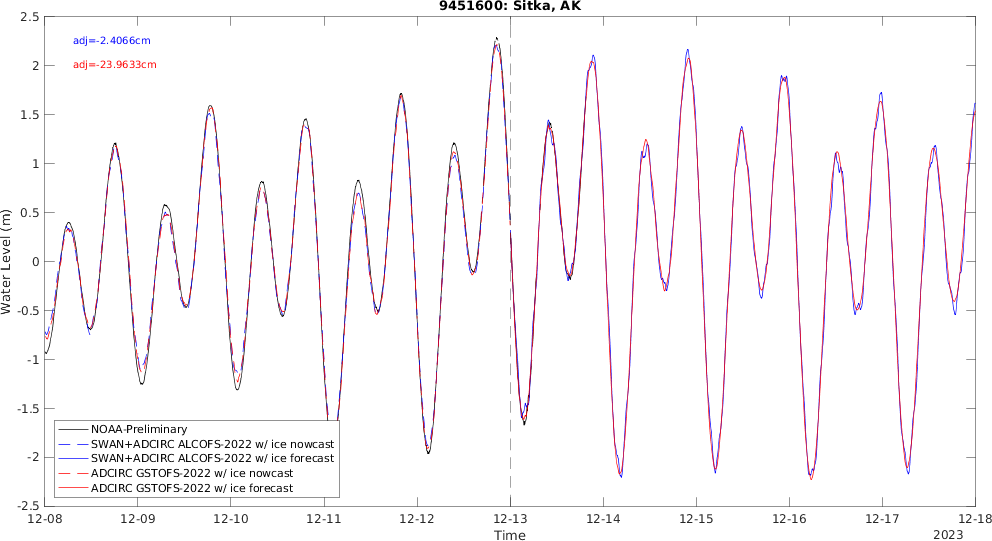 9451600: Sitka, AK
adj=-2.4066cm
adj=-23.9633cm
2.5
2
1.5
1
0.5
0
-0.5
-1
-1.5
-2
-2.5
Water Level (m)
NOAA-Preliminary
SWAN+ADCIRC ALCOFS-2022 w/ ice nowcast
SWAN+ADCIRC ALCOFS-2022 w/ ice forecast
ADCIRC GSTOFS-2022 w/ ice nowcast
ADCIRC GSTOFS-2022 w/ ice forecast
12-08 12-09 12-10 12-11 12-12 12-13 12-14 12-15 12-16 12-17 12-18
Time
2023